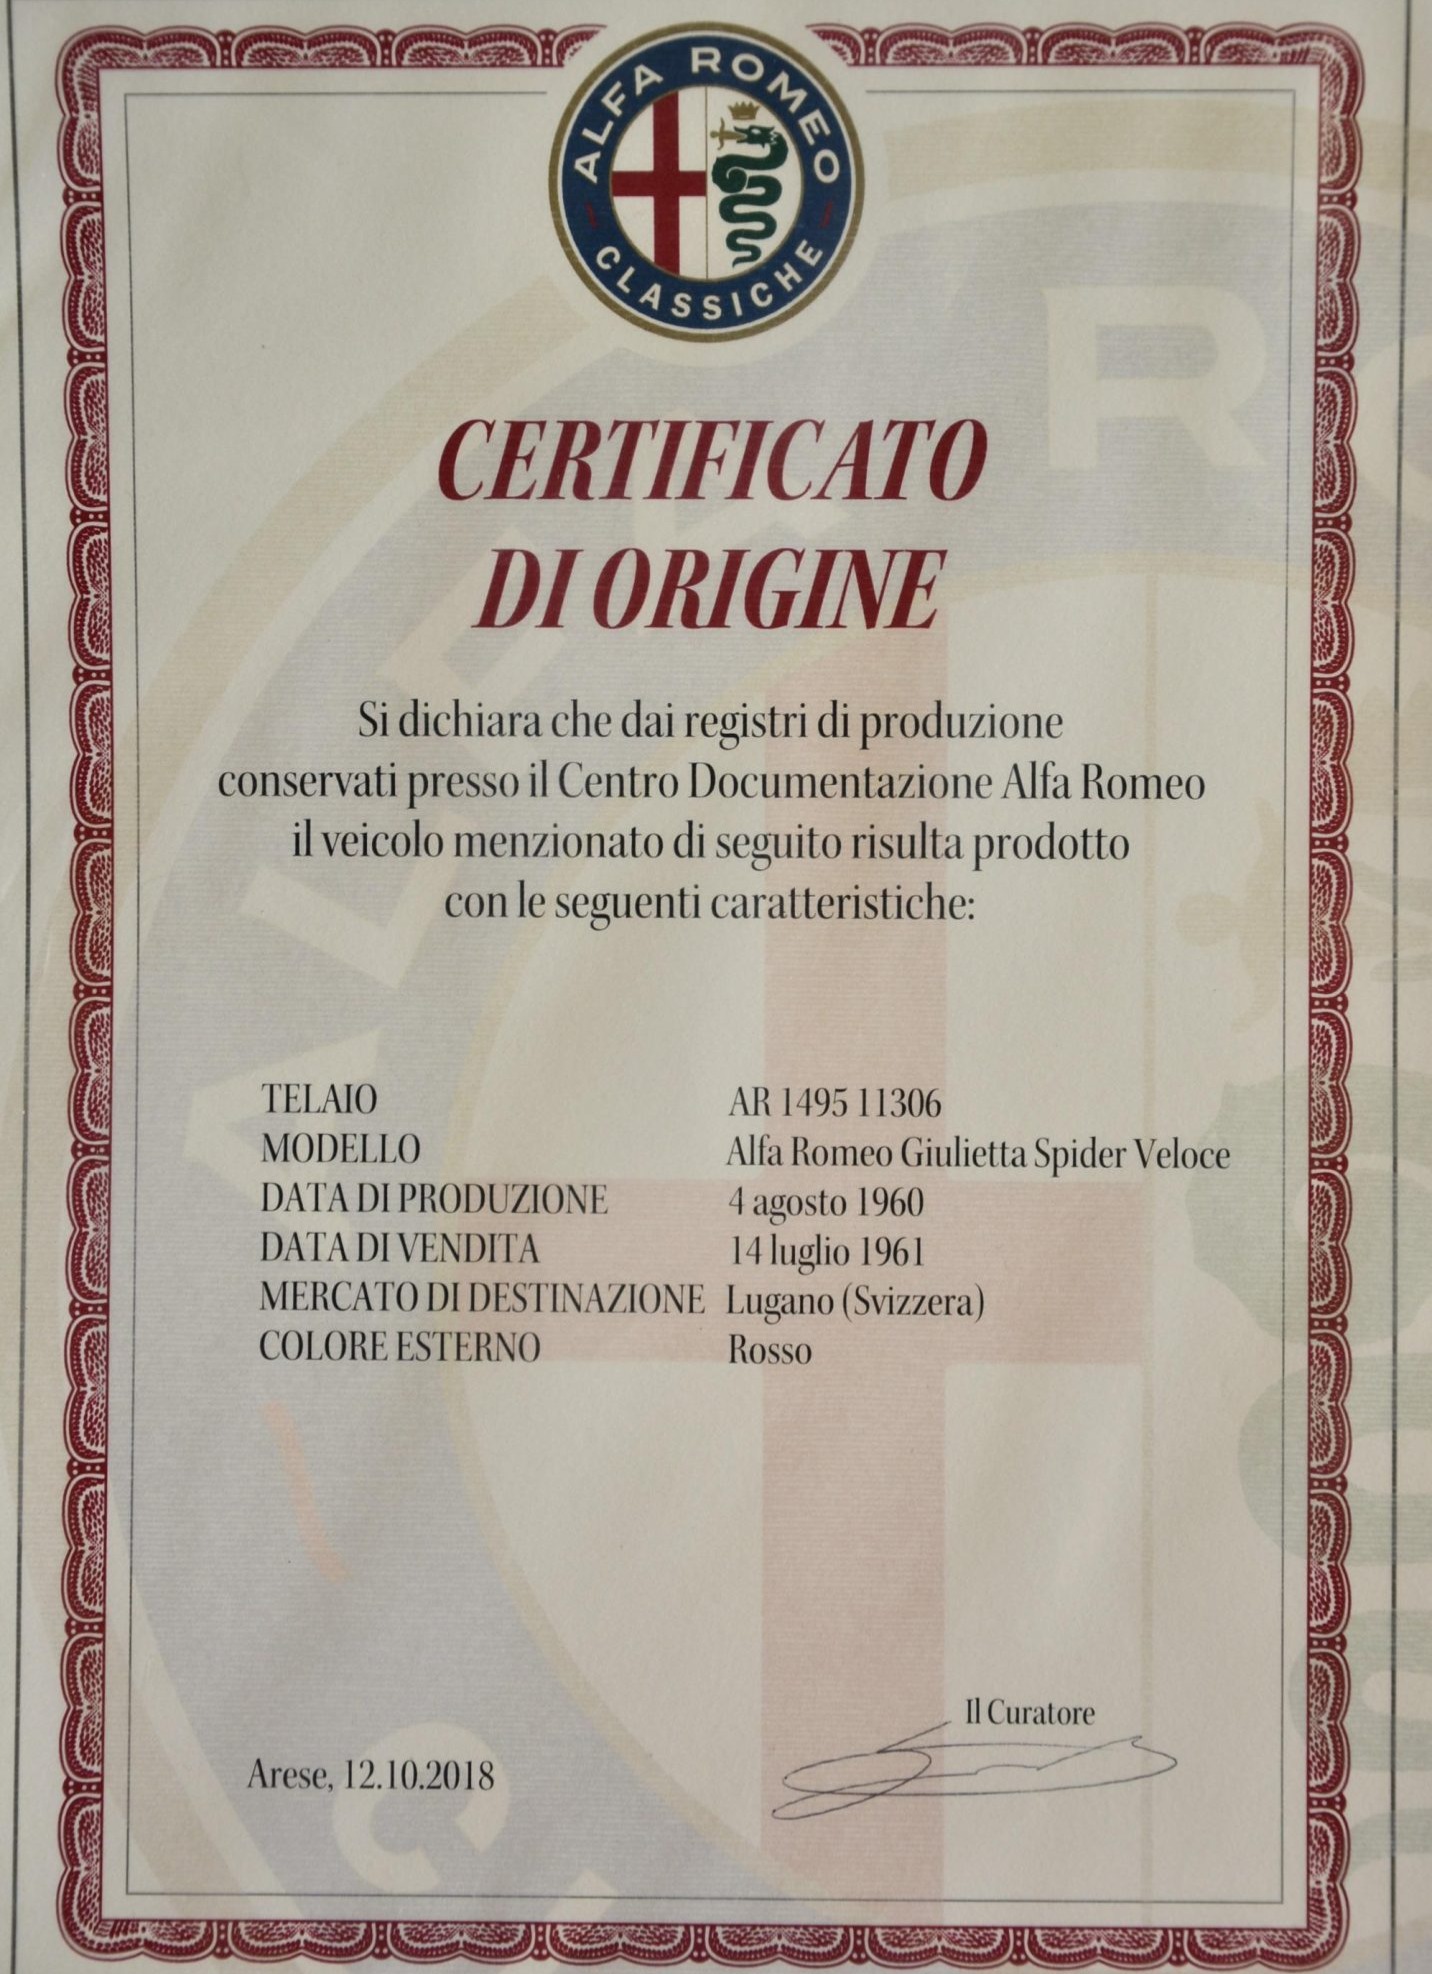 ALFA ROMEO
CLASSICHE
CERTIFICATO
DI ORIGINE
Si dichiara che dai registri di produzione
conservati presso il Centro Documentazione Alfa Romeo
il veicolo menzionato di seguito risulta prodotto
con le seguenti caratteristiche:
TELAIO AR 1495 11306
MODELLO Alfa Romeo Giulietta Spider Veloce
DATA DI PRODUZIONE 4 agosto 1960
DATA DI VENDITA 14 luglio 1961
MERCATO DI DESTINAZIONE Lugano (Svizzera)
COLORE ESTERNO Rosso
Il Curatore
Arese, 12.10.2018